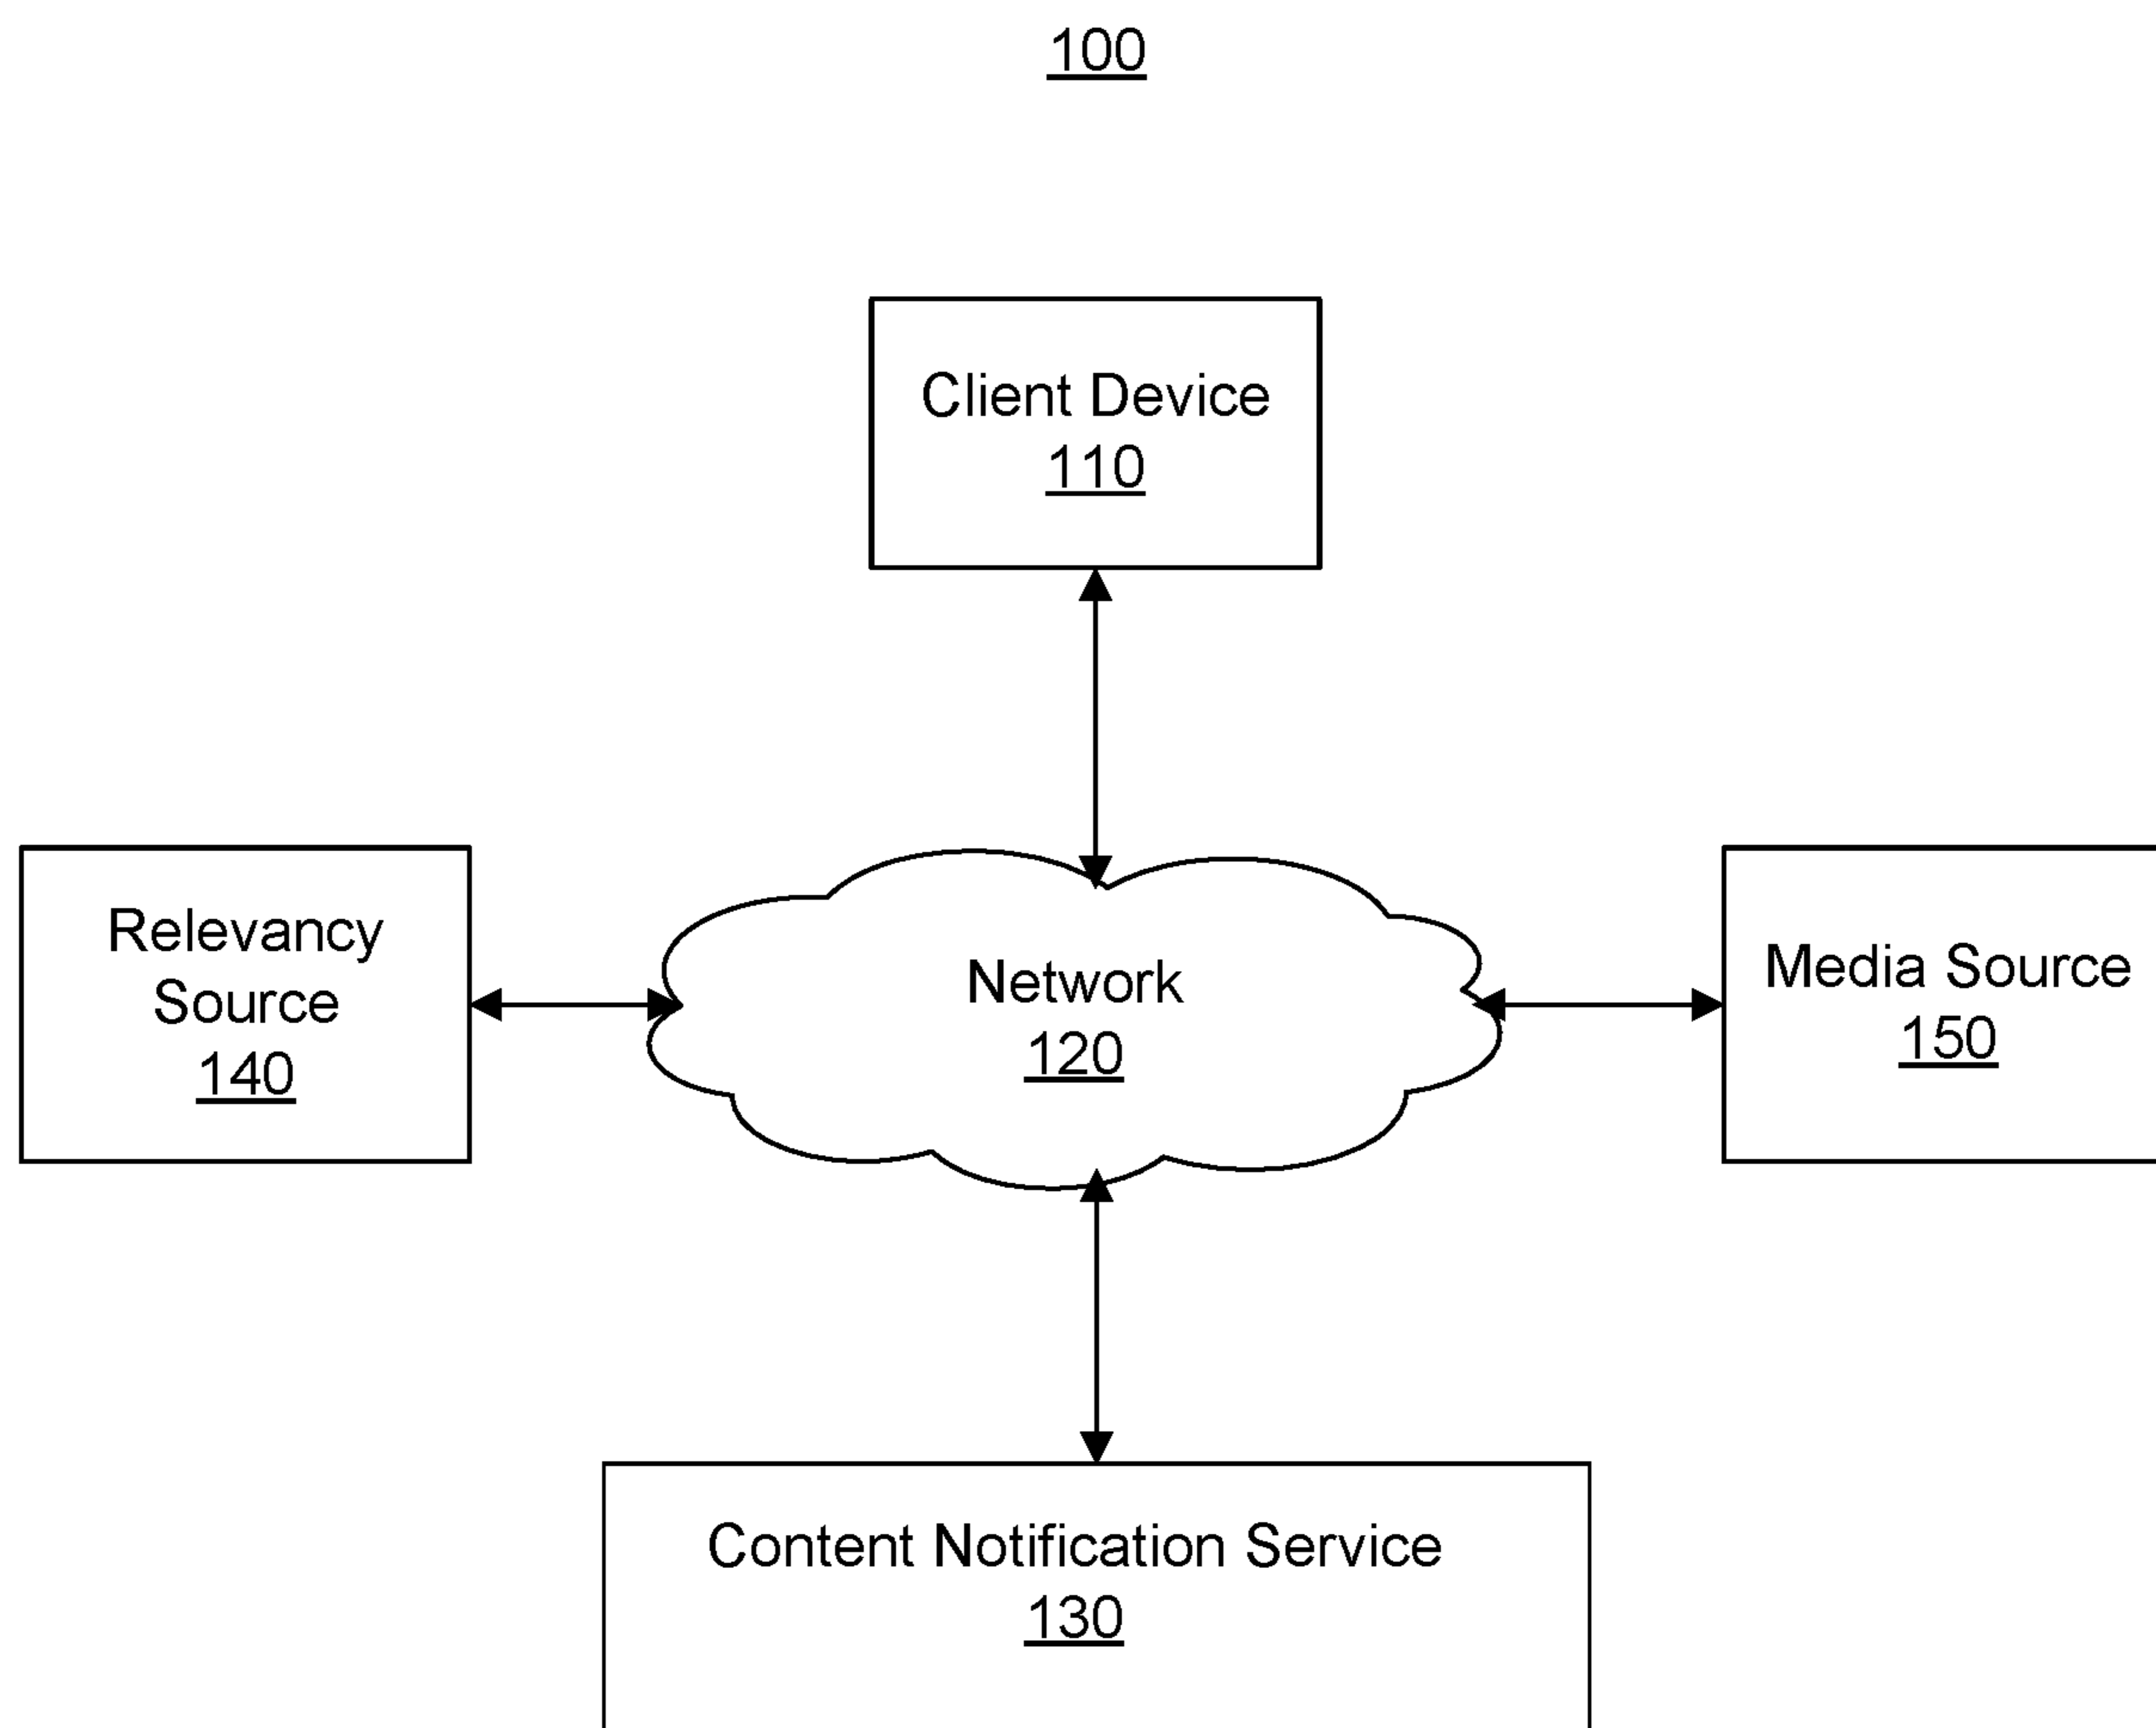 100
Client Device
110
Relevancy
Source
140
Network
120
Media Source
150
Content Notification Service
130